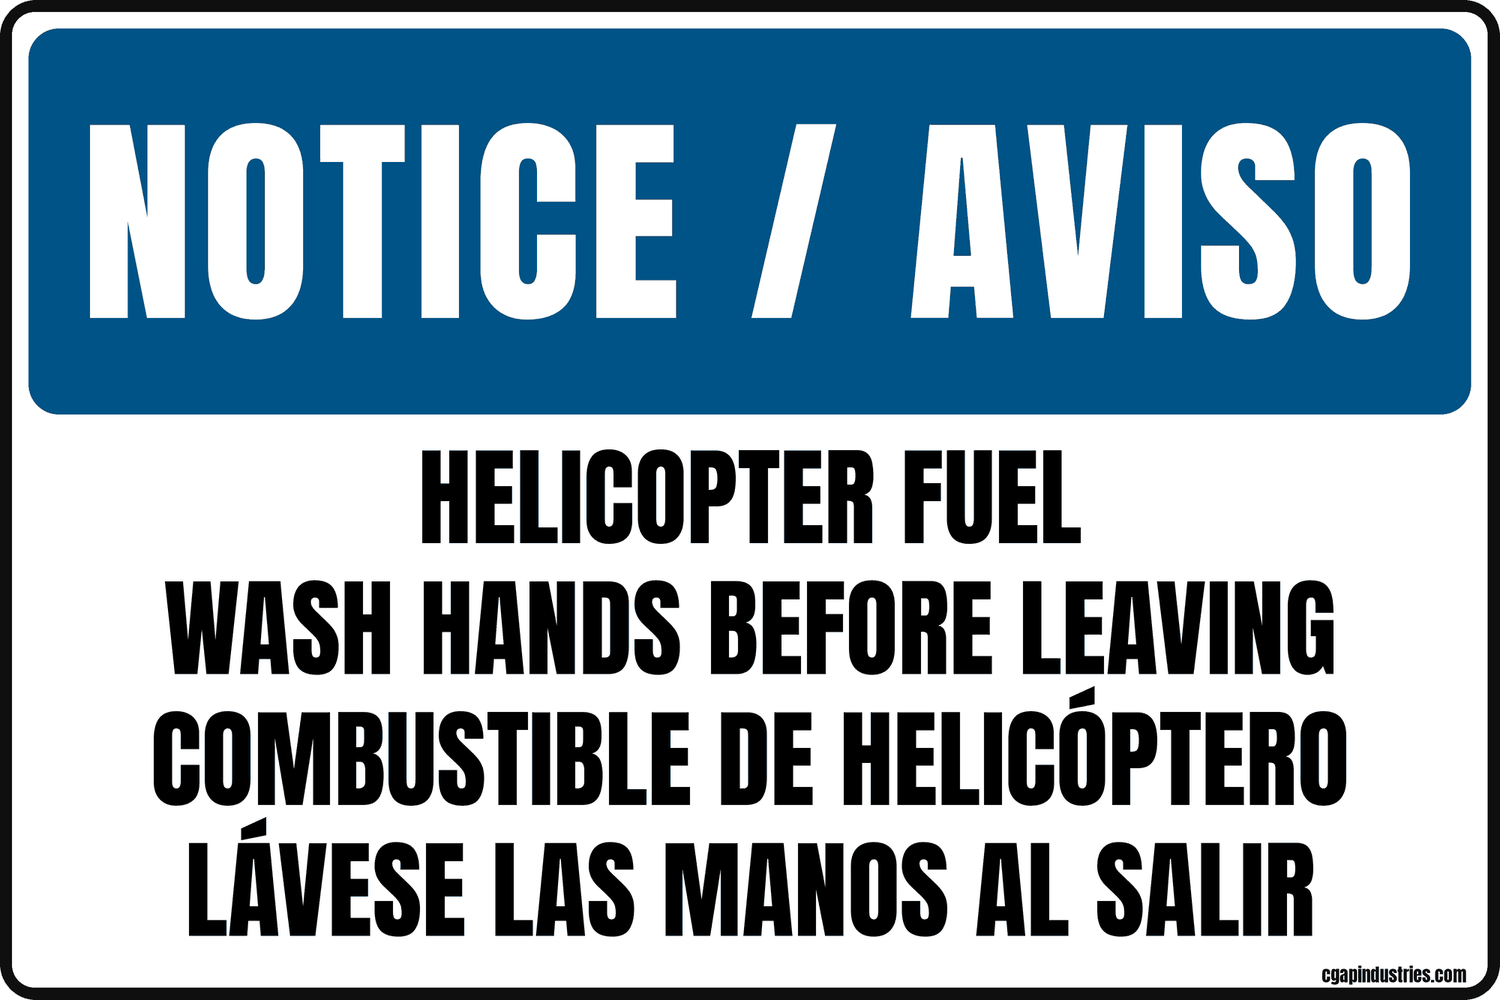 NOTICE / AVISO
HELICOPTER FUEL
WASH HANDS BEFORE LEAVING
COMBUSTIBLE DE HELICÓPTERO
LÁVESE LAS MANOS AL SALIR
cgapindustries.com